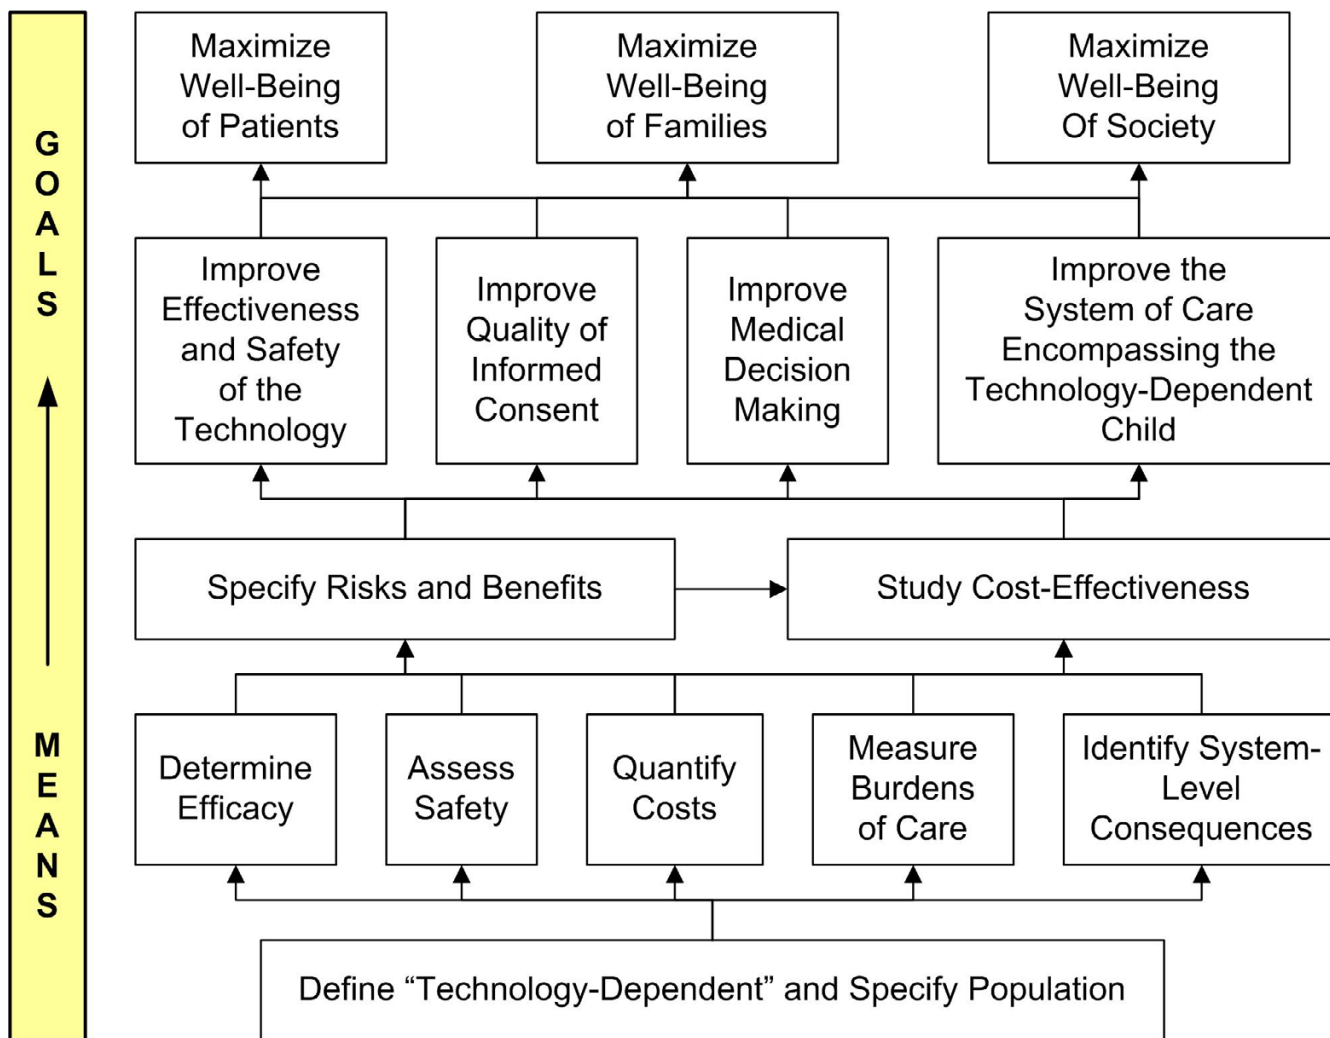 GOALS
MEANS
Maximize
Well-Being
of Patients
Maximize
Well-Being
of Families
Maximize
Well-Being
Of Society
Improve
Effectiveness
and Safety
of the
Technology
Improve
Quality of
Informed
Consent
Improve
Medical
Decision
Making
Improve the
System of Care
Encompassing the
Technology-Dependent
Child
Specify Risks and Benefits
Study Cost-Effectiveness
Determine
Efficacy
Assess
Safety
Quantify
Costs
Measure
Burdens
of Care
Identify System-
Level
Consequences
Define “Technology-Dependent” and Specify Population